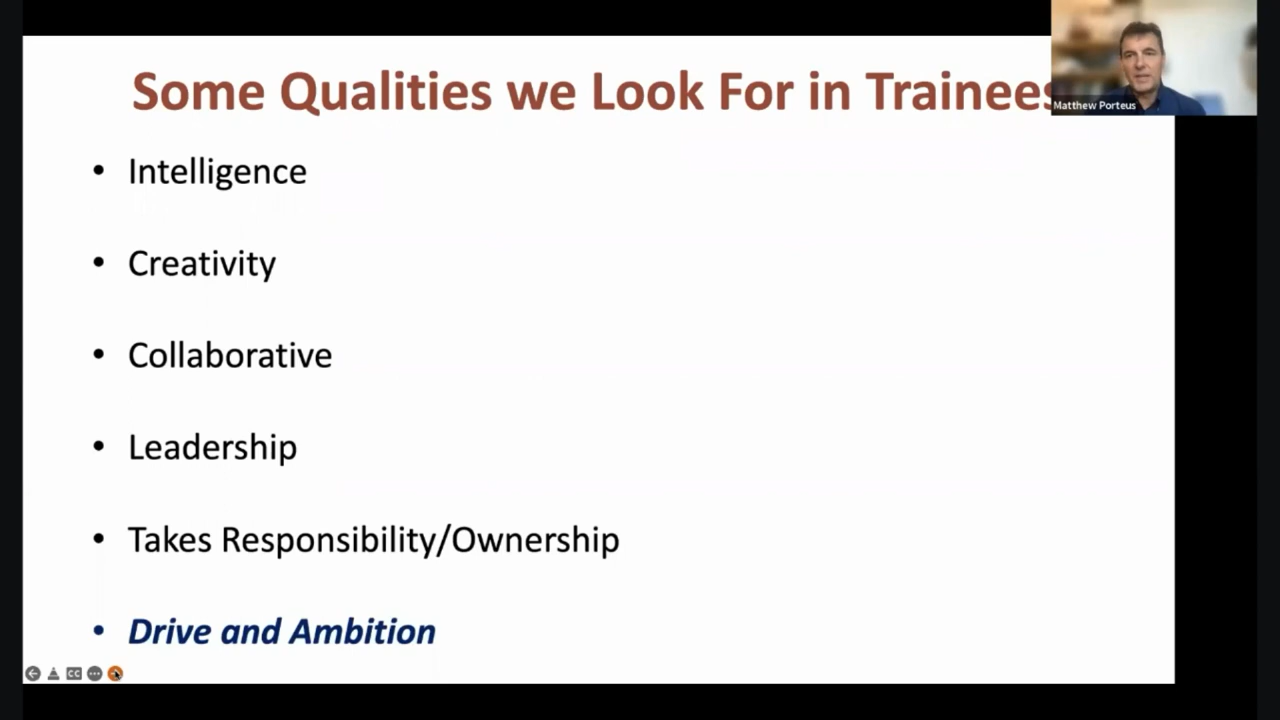 Some Qualities we Look For in Trainees
Matthew Porteus
• Intelligence
• Creativity
• Collaborative
• Leadership
• Takes Responsibility/Ownership
• Drive and Ambition
CC